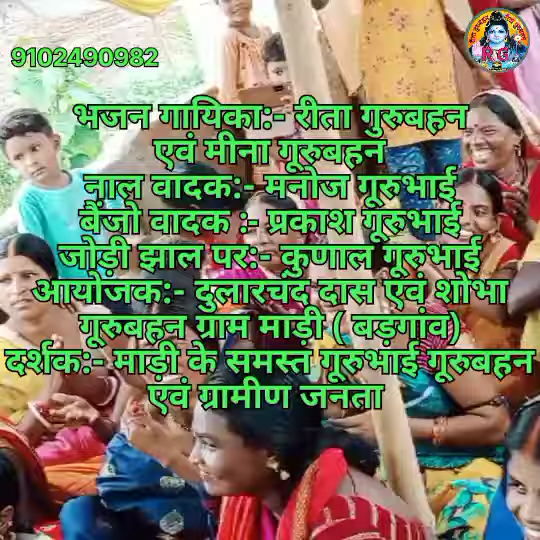 9102490982
भजन गायिका:- रीता गुरुबहन
एवं मीना गूरुबहन
नाल वादक:- मनोज गूरुभाई
बैंजो वादक :- प्रकाश गूरुभाई
जोड़ी झाल पर:- कुणाल गूरुभाई
आयोजक:- दुलारचंद दास एवं शोभा
गूरुबहन ग्राम माड़ी ( बड़गांव)
दर्शक:- माड़ी के समस्त गूरुभाई गूरुबहन
एवं ग्रामीण जनता